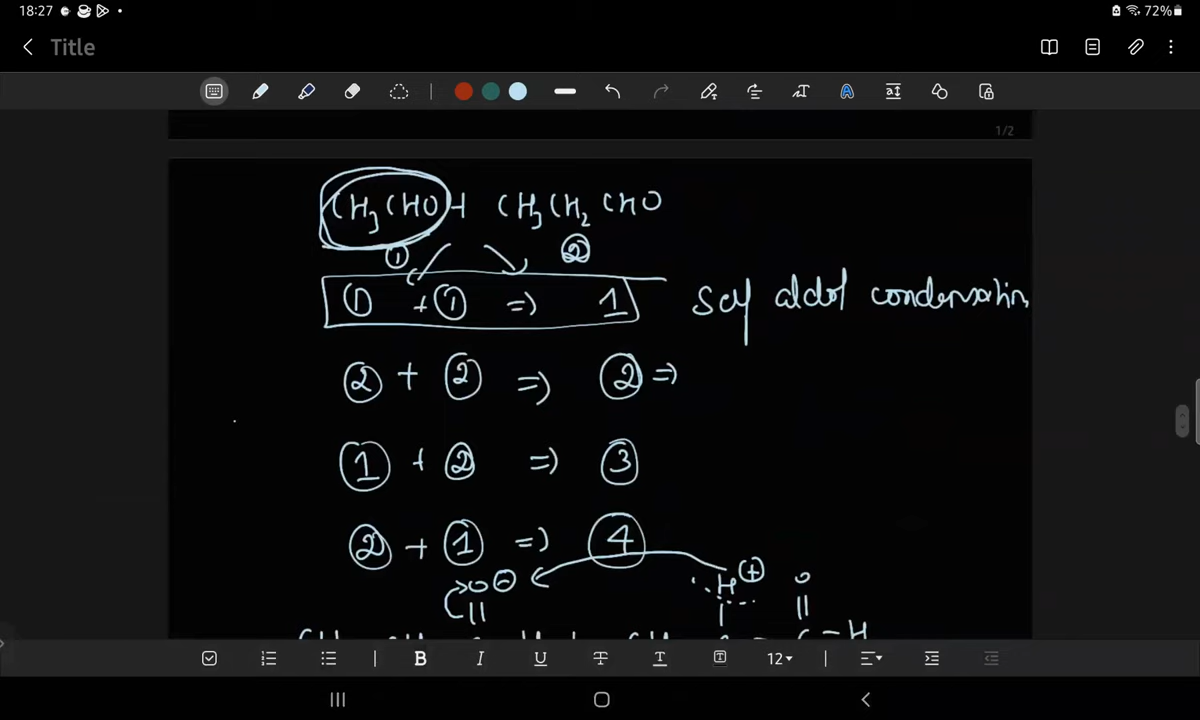 18:27 72%
Title
1/2
CH3CHO + CH3CH2CHO
① ②
① + ① => 1 Self aldol condensation
② + ② => ② =>
① + ② => ③
② + ① => ④
O ⊖ H ⊕ O
C - H
B I U T T 12